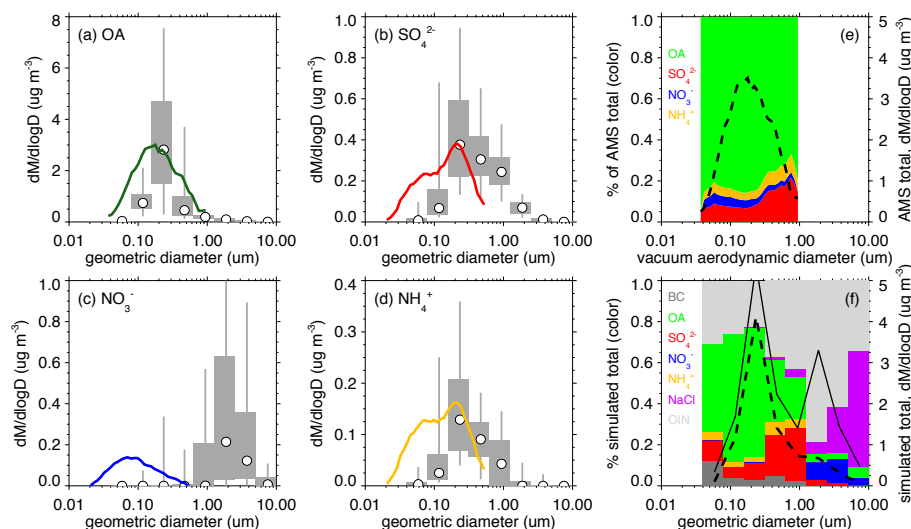 (a) OA
dM/dlogD (ug m⁻³)
8
6
4
2
0
0.01 0.10 1.00 10.00
geometric diameter (um)
(b) SO₄²⁻
dM/dlogD (ug m⁻³)
1.0
0.8
0.6
0.4
0.2
0.0
0.01 0.10 1.00 10.00
geometric diameter (um)
(e)
% of AMS total (color)
1.0
0.8
0.6
0.4
0.2
0.0
OA
SO₄²⁻
NO₃⁻
NH₄⁺
5
4
3
2
1
0
AMS total, dM/dlogD (ug m⁻³)
0.01 0.10 1.00 10.00
vacuum aerodynamic diameter (um)
(c) NO₃⁻
dM/dlogD (ug m⁻³)
1.0
0.8
0.6
0.4
0.2
0.0
0.01 0.10 1.00 10.00
geometric diameter (um)
(d) NH₄⁺
dM/dlogD (ug m⁻³)
0.4
0.3
0.2
0.1
0.0
0.01 0.10 1.00 10.00
geometric diameter (um)
(f)
% simulated total (color)
1.0
0.8
0.6
0.4
0.2
0.0
BC
OA
SO₄²⁻
NO₃⁻
NH₄⁺
NaCl
OIN
5
4
3
2
1
0
simulated total, dM/dlogD (ug m⁻³)
0.01 0.10 1.00 10.00
geometric diameter (um)